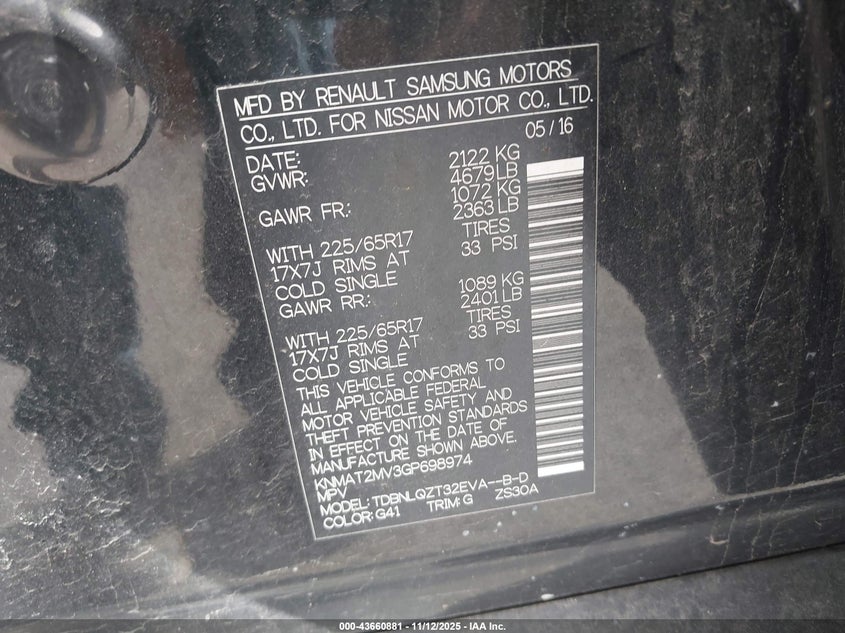 MFD BY RENAULT SAMSUNG MOTORS
CO., LTD. FOR NISSAN MOTOR CO., LTD.
05/16
DATE:
GVWR: 2122 KG
4679 LB
GAWR FR: 1072 KG
2363 LB
WITH 225/65R17 TIRES
17X7J RIMS AT 33 PSI
COLD SINGLE
GAWR RR: 1089 KG
2401 LB
WITH 225/65R17 TIRES
17X7J RIMS AT 33 PSI
COLD SINGLE
THIS VEHICLE CONFORMS TO
ALL APPLICABLE FEDERAL
MOTOR VEHICLE SAFETY AND
THEFT PREVENTION STANDARDS
IN EFFECT ON THE DATE OF
MANUFACTURE SHOWN ABOVE.
KNMAT2MV3GP698974
MPV
MODEL: TDBNLQZT32EVA--B-D
COLOR: G41 TRIM: G ZS30A
000-43660881 - 11/12/2025 - IAA Inc.